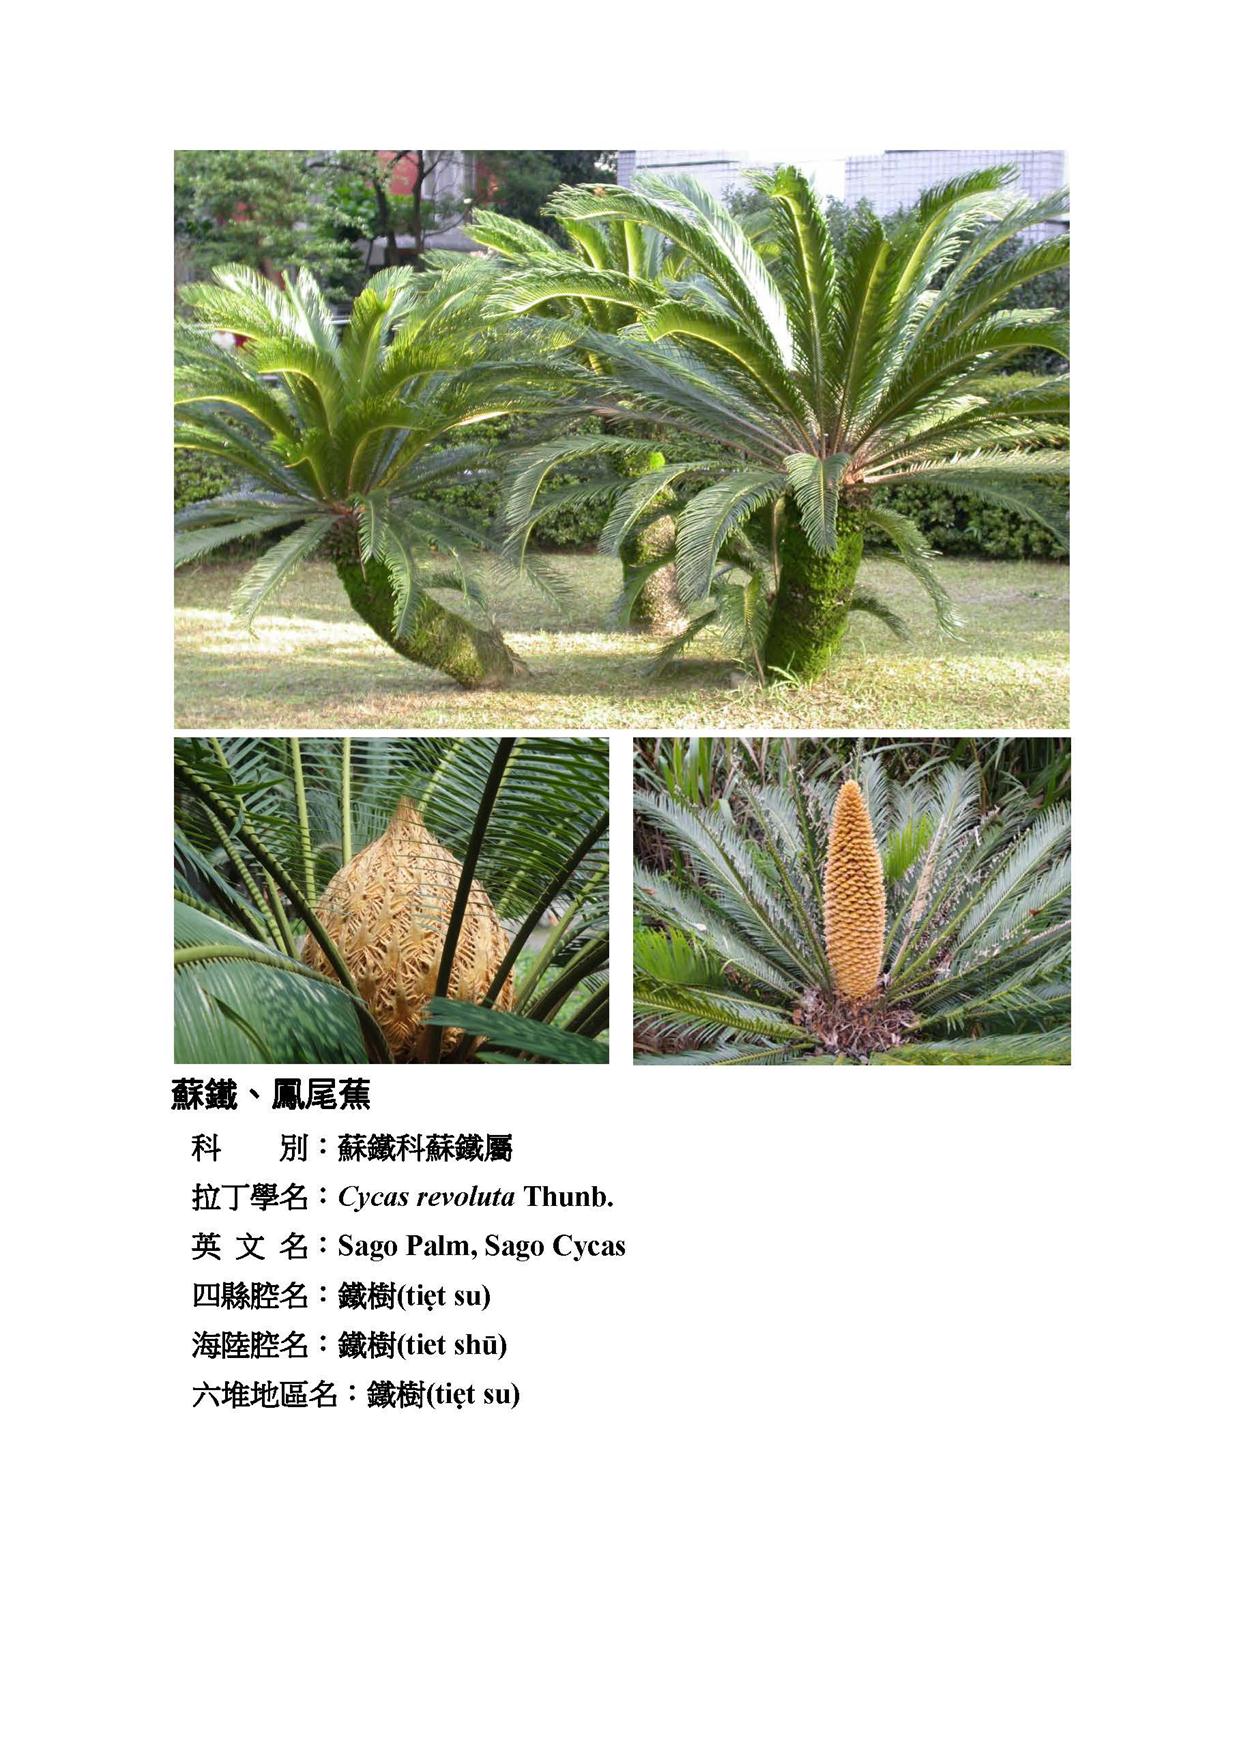 蘇鐵、鳳尾蕉
科　　別：蘇鐵科蘇鐵屬
拉丁學名：Cycas revoluta Thunb.
英 文 名：Sago Palm, Sago Cycas
四縣腔名：鐵樹(tiẹt su)
海陸腔名：鐵樹(tiet shū)
六堆地區名：鐵樹(tiẹt su)